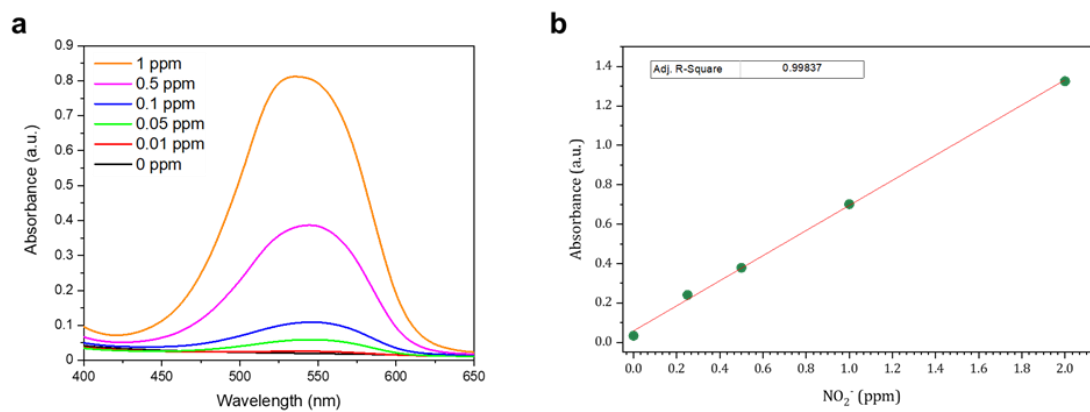 a
0.9
0.8
0.7
0.6
0.5
0.4
0.3
0.2
0.1
0
400
450
500
550
600
650
Absorbance (a.u.)
Wavelength (nm)
1 ppm
0.5 ppm
0.1 ppm
0.05 ppm
0.01 ppm
0 ppm
b
Adj. R-Square 0.99837
1.4
1.2
1.0
0.8
0.6
0.4
0.2
0.0
0.0
0.2
0.4
0.6
0.8
1.0
1.2
1.4
1.6
1.8
2.0
Absorbance (a.u.)
NO₂⁻ (ppm)